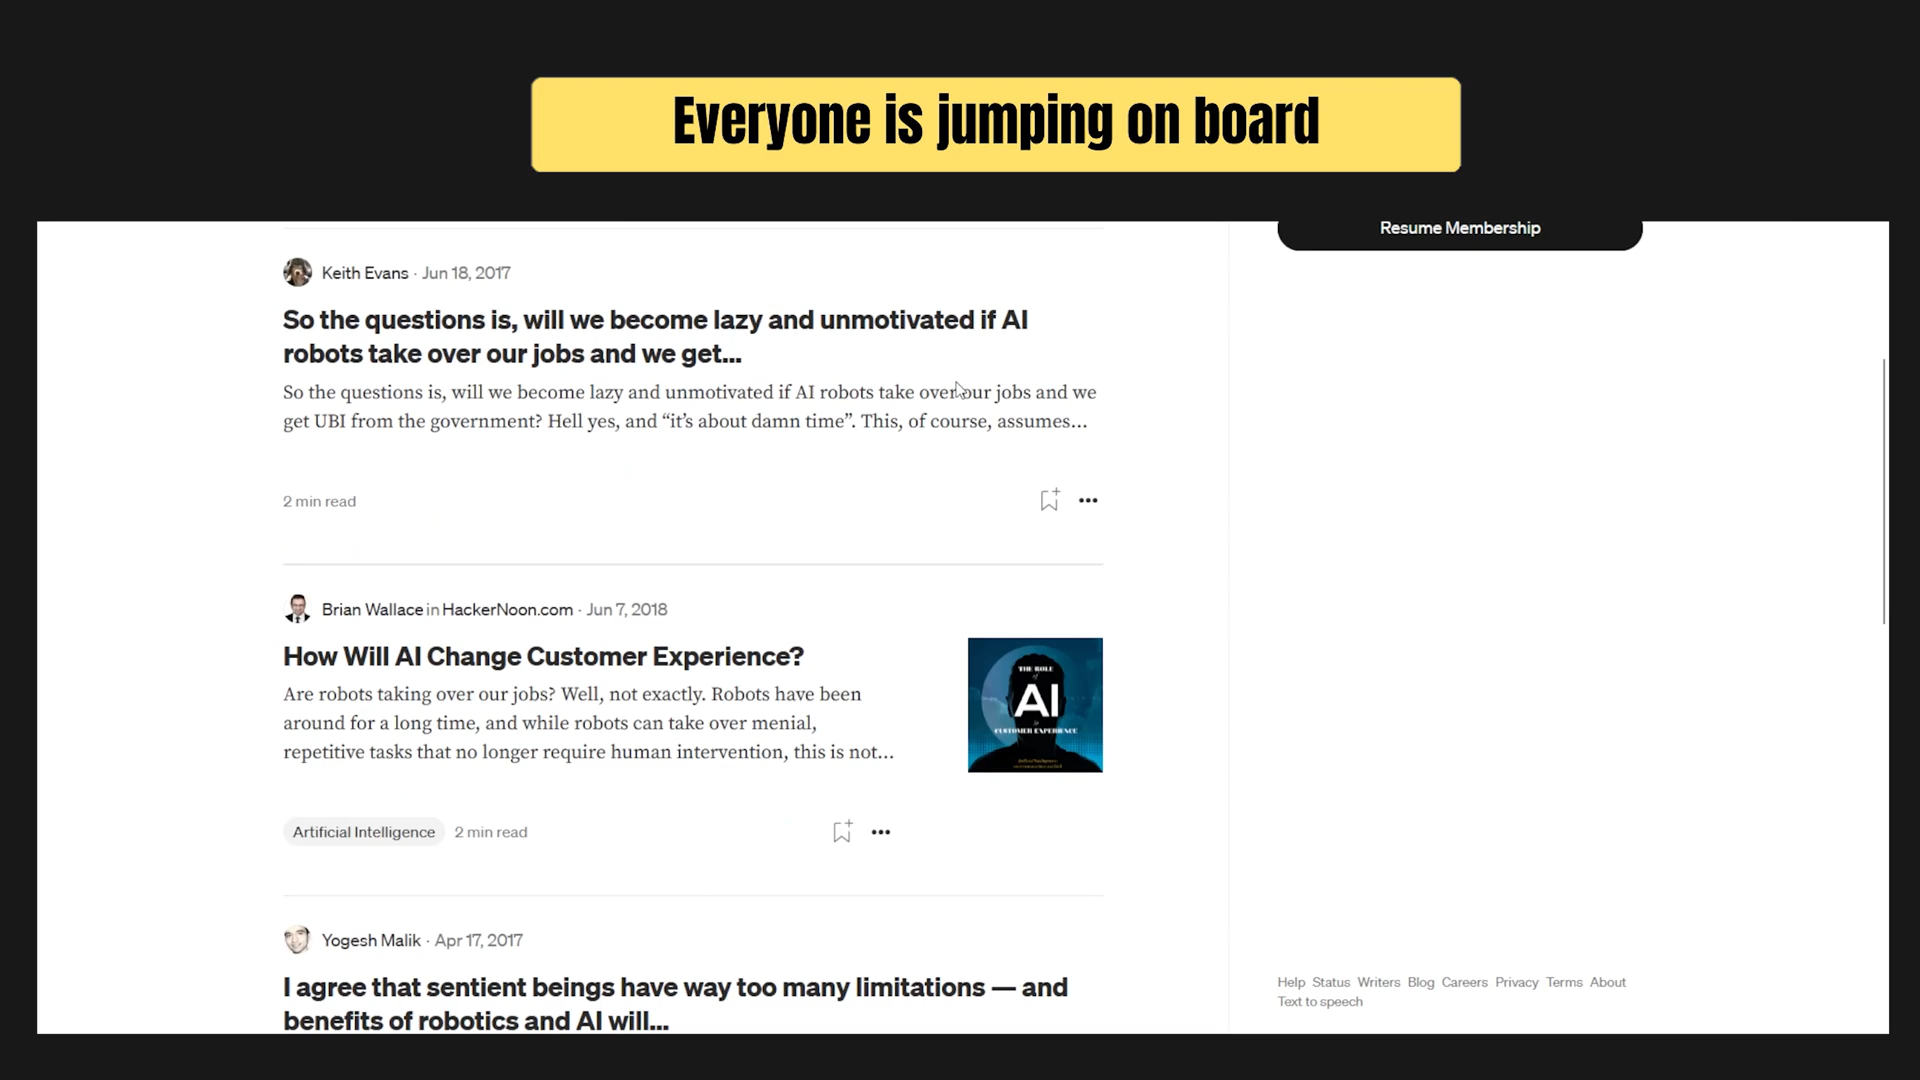 Everyone is jumping on board
Resume Membership
Keith Evans · Jun 18, 2017
So the questions is, will we become lazy and unmotivated if AI
robots take over our jobs and we get...
So the questions is, will we become lazy and unmotivated if AI robots take over our jobs and we
get UBI from the government? Hell yes, and “it’s about damn time”. This, of course, assumes...
2 min read
Brian Wallace in HackerNoon.com · Jun 7, 2018
How Will AI Change Customer Experience?
Are robots taking over our jobs? Well, not exactly. Robots have been
around for a long time, and while robots can take over menial,
repetitive tasks that no longer require human intervention, this is not...
THE ROLE
of
AI
in
CUSTOMER EXPERIENCE
Artificial Intelligence 2 min read
Yogesh Malik · Apr 17, 2017
I agree that sentient beings have way too many limitations — and
benefits of robotics and AI will...
Help Status Writers Blog Careers Privacy Terms About
Text to speech